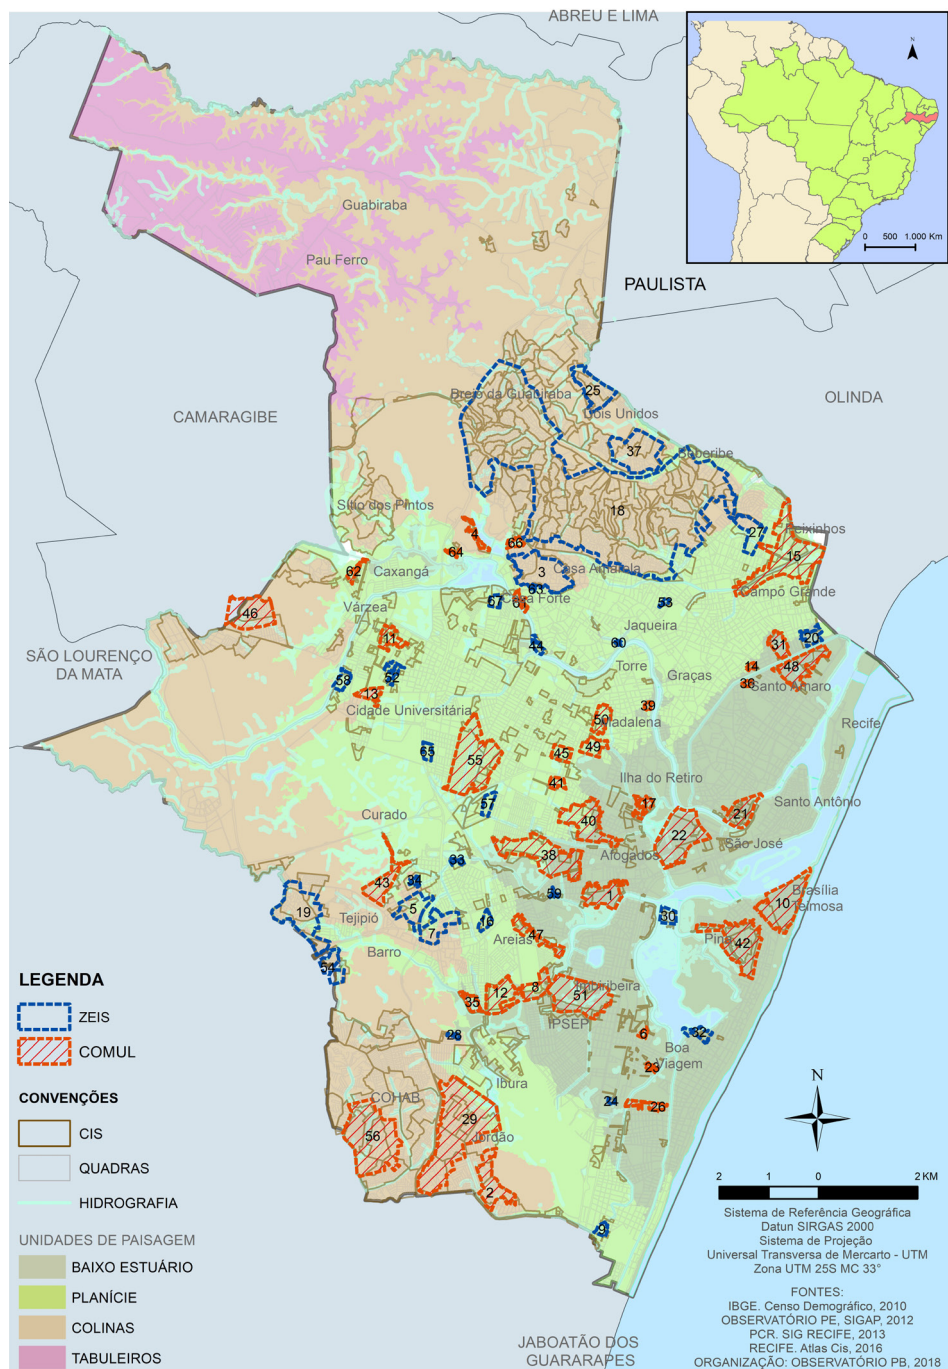 ABREU E LIMA
N
0 500 1.000 Km
Guabiraba
Pau Ferro
PAULISTA
CAMARAGIBE
OLINDA
25
Brejo da Guabiraba
Dois Unidos
37
Beberibe
Sítio dos Pintos
18
4
27
Peixinhos
66
64
15
62
Caxangá
3
Casa Amarela
63
Campo Grande
46
Várzea
Casa Forte
61
53
11
Jaqueira
20
44
60
31
SÃO LOURENÇO
DA MATA
58
52
Torre
Graças
14
48
13
36
Santo Amaro
Cidade Universitária
39
50
Madalena
Recife
65
55
45
49
41
Ilha do Retiro
57
17
Santo Antônio
Curado
40
21
22
São José
38
Afogados
33
43
34
59
1
Brasília
Teimosa
10
19
5
16
30
Tejipió
7
Pina
47
42
Areias
Barro
54
12
8
Imbiribeira
51
35
IPSEP
28
6
32
Boa
Viagem
Ibura
23
24
26
COHAB
29
56
Jordão
2
9
LEGENDA
ZEIS
COMUL
CONVENÇÕES
CIS
QUADRAS
HIDROGRAFIA
UNIDADES DE PAISAGEM
BAIXO ESTUÁRIO
PLANÍCIE
COLINAS
TABULEIROS
N
2 1 0 2 KM
Sistema de Referência Geográfica
Datun SIRGAS 2000
Sistema de Projeção
Universal Transversa de Mercarto - UTM
Zona UTM 25S MC 33°
FONTES:
IBGE. Censo Demográfico, 2010
OBSERVATÓRIO PE, SIGAP, 2012
PCR. SIG RECIFE, 2013
RECIFE. Atlas Cis, 2016
ORGANIZAÇÃO: OBSERVATÓRIO PB, 2018
JABOATÃO DOS
GUARARAPES